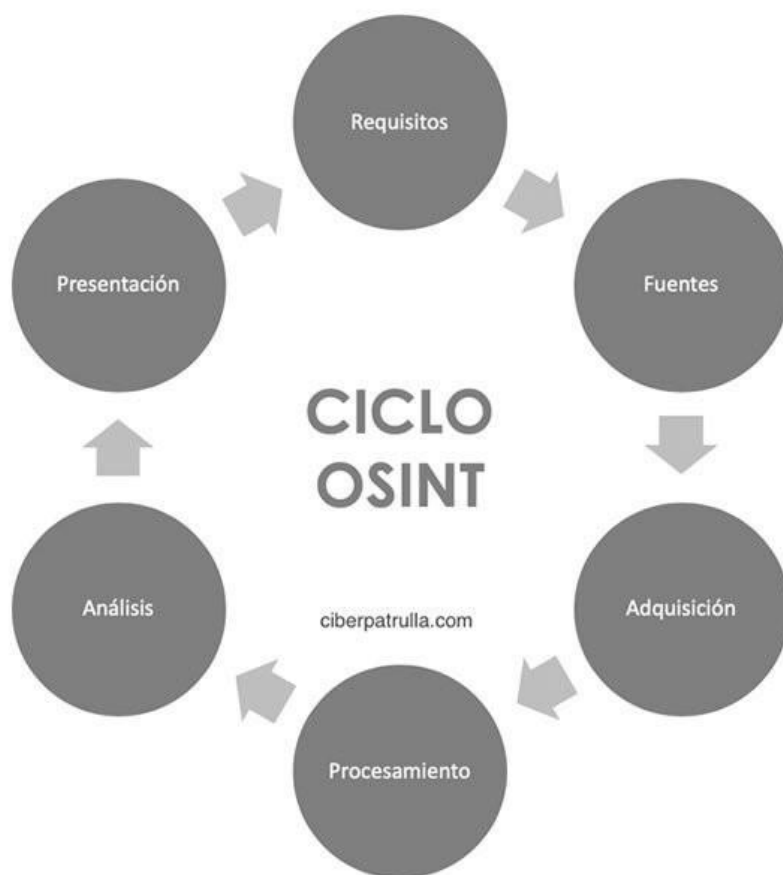 Requisitos
Fuentes
Adquisición
Procesamiento
Análisis
Presentación
CICLO
OSINT
ciberpatrulla.com